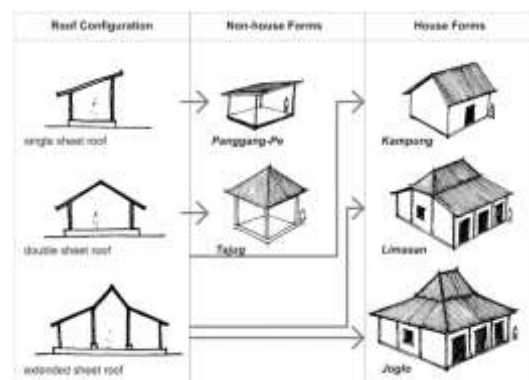 Roof Configuration
Non-house Forms
House Forms
single sheet roof
Panggang-Pe
Kampong
double sheet roof
Tajug
Limasan
extended sheet roof
Joglo